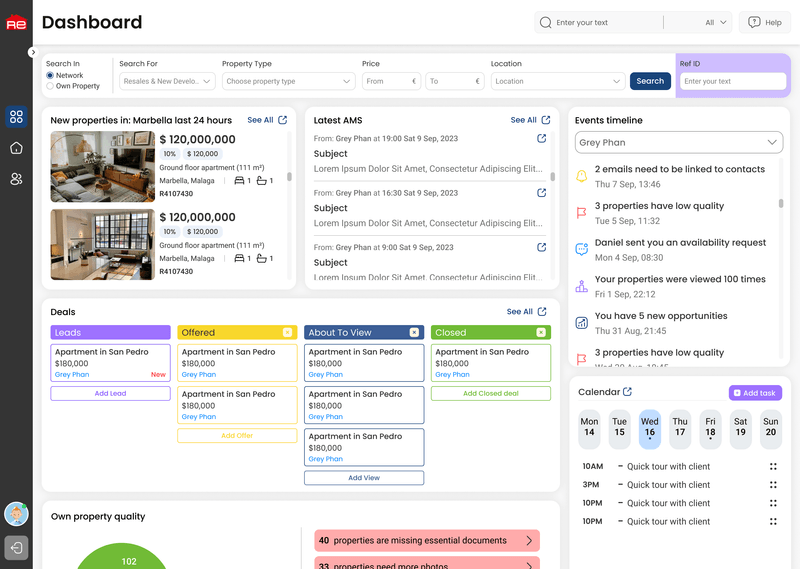 RE
Dashboard
Enter your text
All
Help
Search In
Network
Own Property
Search For
Resales & New Develo..
Property Type
Choose property type
Price
From €
To €
Location
Location
Search
Ref ID
Enter your text
New properties in: Marbella last 24 hours
See All
$ 120,000,000
10% $ 120,000
Ground floor apartment (111 m²)
Marbella, Malaga | 1 1
R4107430
$ 120,000,000
10% $ 120,000
Ground floor apartment (111 m²)
Marbella, Malaga | 1 1
R4107430
Latest AMS
See All
From: Grey Phan at 19:00 Sat 9 Sep, 2023
Subject
Lorem Ipsum Dolor Sit Amet, Consectetur Adipiscing Elit...
From: Grey Phan at 16:30 Sat 9 Sep, 2023
Subject
Lorem Ipsum Dolor Sit Amet, Consectetur Adipiscing Elit...
From: Grey Phan at 9:00 Sat 9 Sep, 2023
Subject
Lorem Ipsum Dolor Sit Amet, Consectetur Adipiscing Elit...
Events timeline
Grey Phan
2 emails need to be linked to contacts
Thu 7 Sep, 13:46
3 properties have low quality
Tue 5 Sep, 11:32
Daniel sent you an availability request
Mon 4 Sep, 08:30
Your properties were viewed 100 times
Fri 1 Sep, 22:12
You have 5 new opportunities
Thu 31 Aug, 21:45
3 properties have low quality
Deals
See All
Leads
Apartment in San Pedro
$180,000
Grey Phan New
Add Lead
Offered
Apartment in San Pedro
$180,000
Grey Phan
Apartment in San Pedro
$180,000
Grey Phan
Add Offer
About To View
Apartment in San Pedro
$180,000
Grey Phan
Apartment in San Pedro
$180,000
Grey Phan
Apartment in San Pedro
$180,000
Grey Phan
Add View
Closed
Apartment in San Pedro
$180,000
Grey Phan
Add Closed deal
Calendar
Add task
Mon Tue Wed Thu Fri Sat Sun
14 15 16 17 18 19 20
10AM – Quick tour with client
3PM – Quick tour with client
10PM – Quick tour with client
10PM – Quick tour with client
Own property quality
102
40 properties are missing essential documents
33 properties need more photos